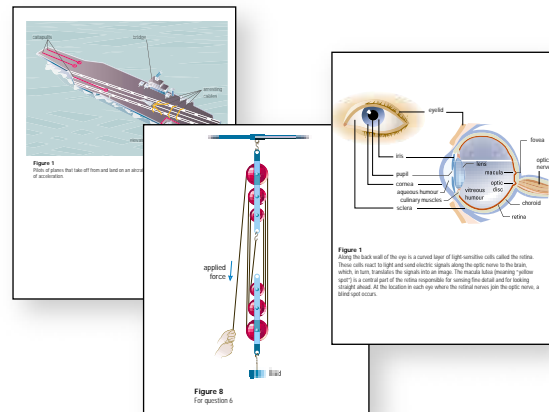 catapults
bridge
arresting
cables
Figure 1
Pilots of planes that take off from and land on an aircra
of acceleration.
applied
force
load
Figure 8
For question 6
eyelid
iris
pupil
cornea
aqueous humour
culinary muscles
sclera
lens
macula
optic
disc
vitreous
humour
fovea
optic
nerve
choroid
retina
Figure 1
Along the back wall of the eye is a curved layer of light-sensitive cells called the retina.
These cells react to light and send electric signals along the optic nerve to the brain,
which, in turn, translates the signals into an image. The macula lutea (meaning "yellow
spot") is a central part of the retina responsible for sensing fine detail and for looking
straight ahead. At the location in each eye where the retinal nerves join the optic nerve, a
blind spot occurs.